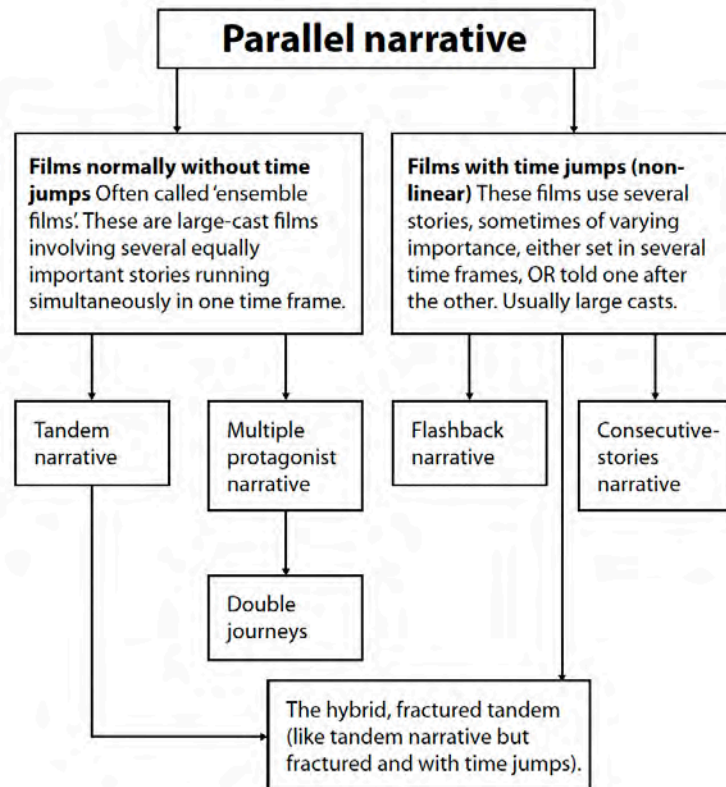 Parallel narrative
Films normally without time
jumps Often called ‘ensemble
films’. These are large-cast films
involving several equally
important stories running
simultaneously in one time frame.
Films with time jumps (non-
linear) These films use several
stories, sometimes of varying
importance, either set in several
time frames, OR told one after
the other. Usually large casts.
Tandem
narrative
Multiple
protagonist
narrative
Flashback
narrative
Consecutive-
stories
narrative
Double
journeys
The hybrid, fractured tandem
(like tandem narrative but
fractured and with time jumps).